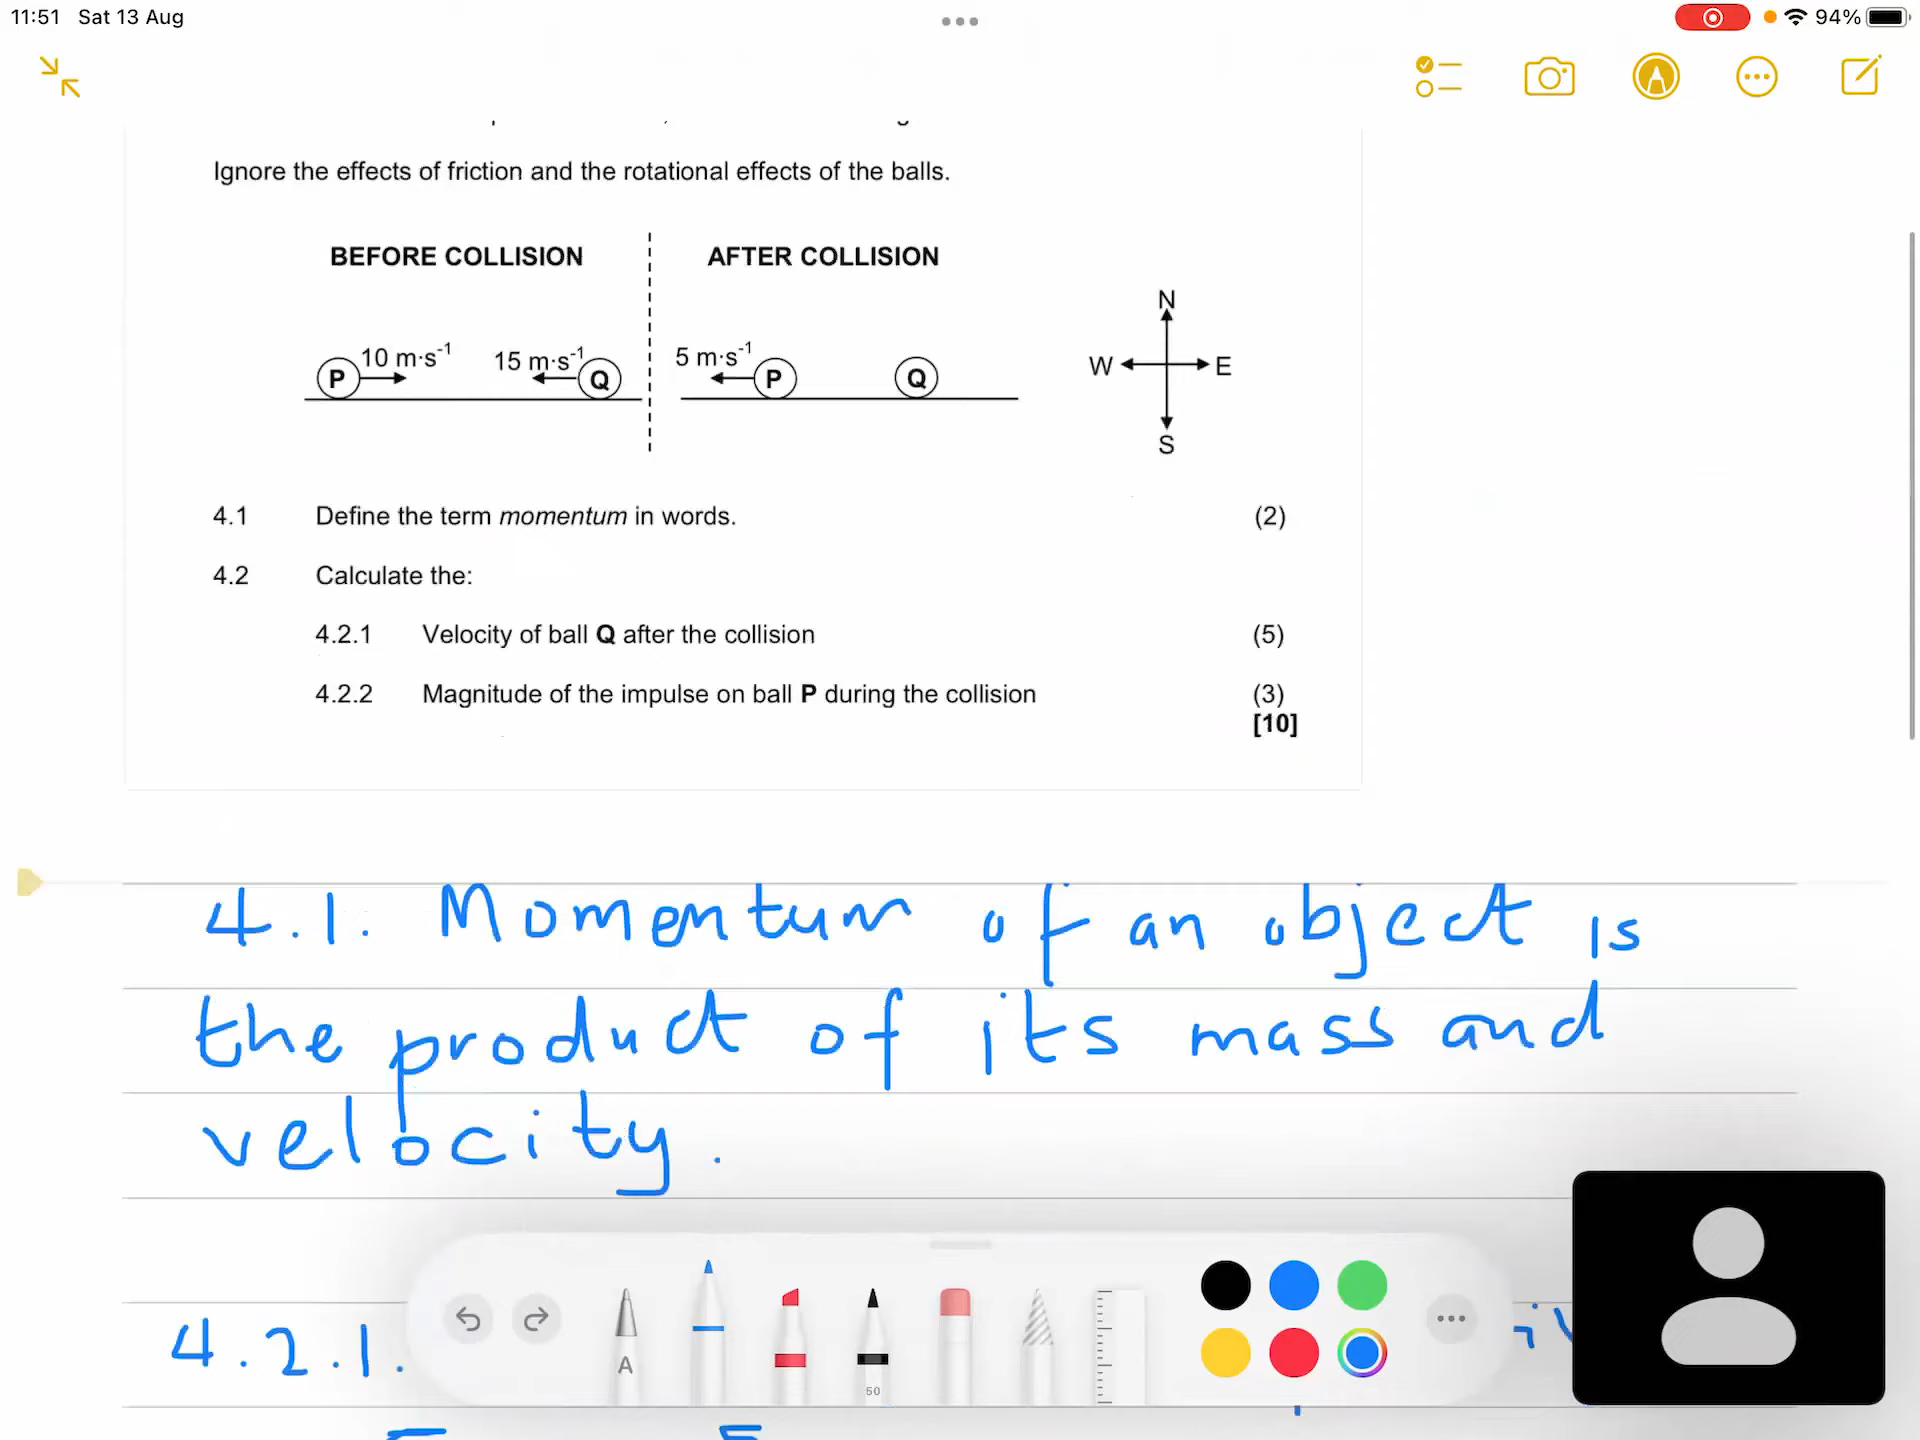 11:51 Sat 13 Aug
94%
Ignore the effects of friction and the rotational effects of the balls.
BEFORE COLLISION
AFTER COLLISION
N
10 m·s⁻¹
15 m·s⁻¹
5 m·s⁻¹
W
E
P
Q
P
Q
S
4.1 Define the term momentum in words. (2)
4.2 Calculate the:
4.2.1 Velocity of ball Q after the collision (5)
4.2.2 Magnitude of the impulse on ball P during the collision (3)
[10]
4.1. Momentum of an object is
the product of its mass and
velocity.
4.2.1.
A
50